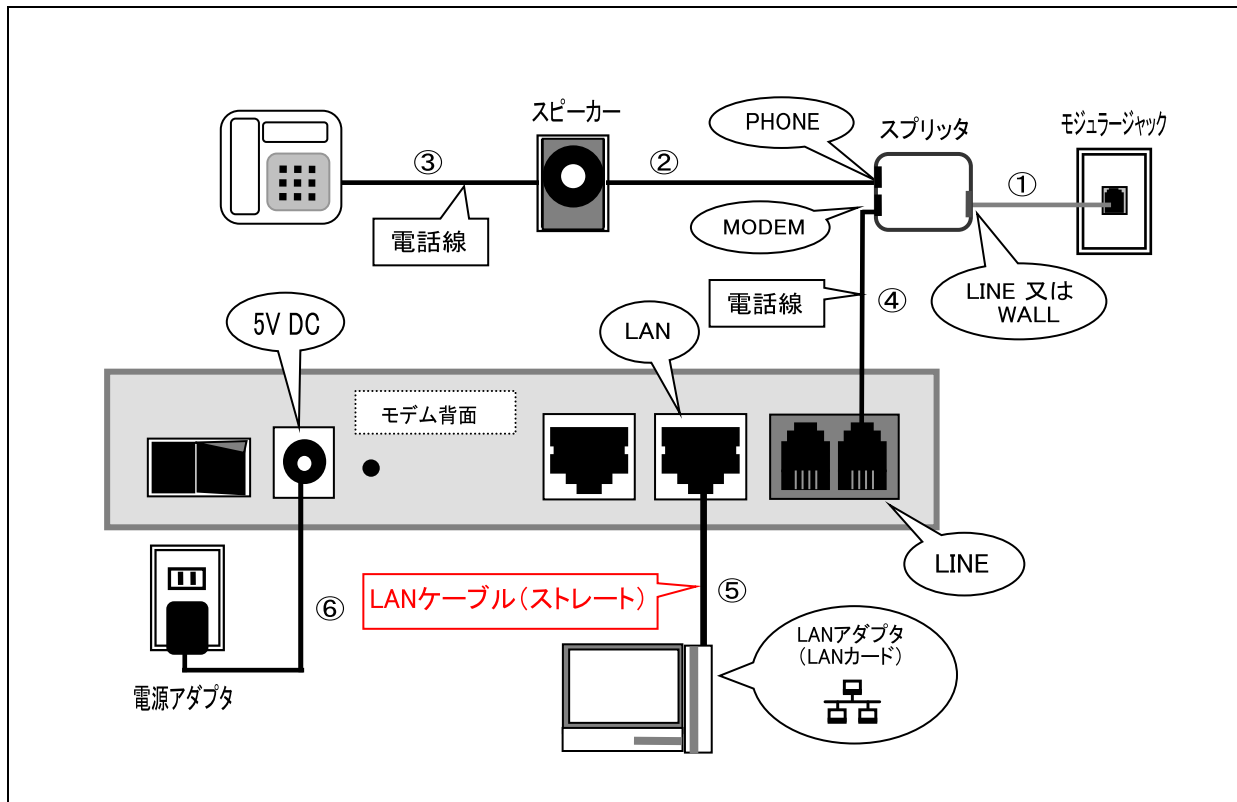 スピーカー
PHONE
スプリッタ
モジュラージャック
③
②
①
電話線
MODEM
LINE 又は
WALL
電話線
④
5V DC
LAN
モデム背面
LINE
LANケーブル(ストレート)
⑤
⑥
LANアダプタ
(LANカード)
電源アダプタ